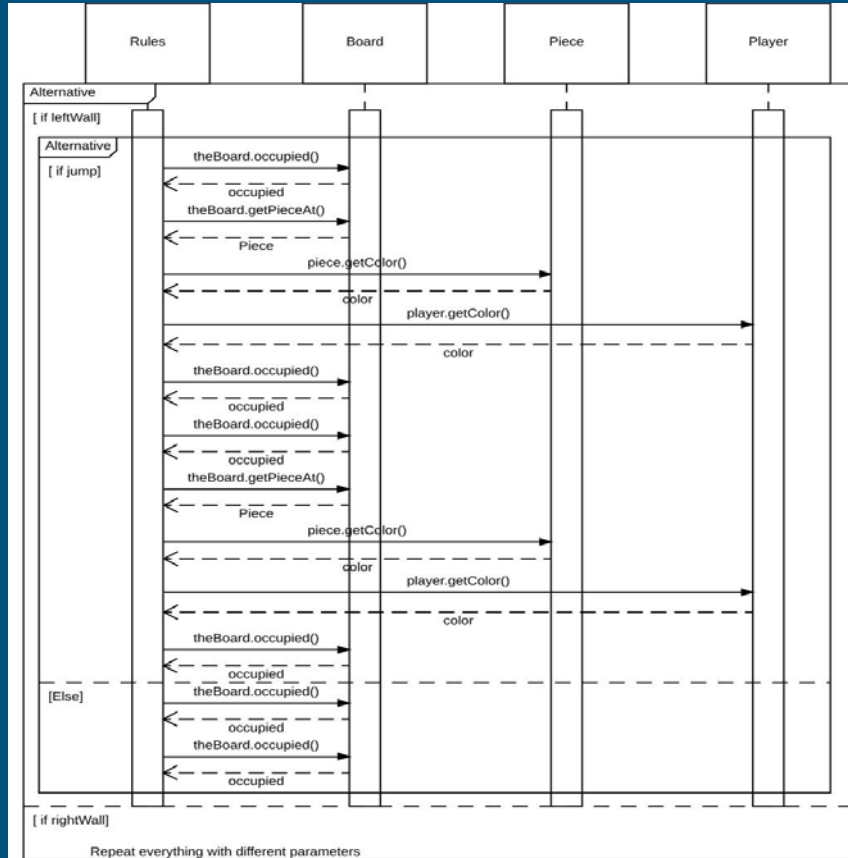 Rules Board Piece Player
Alternative
[ if leftWall]
Alternative
[ if jump]
theBoard.occupied()
occupied
theBoard.getPieceAt()
Piece
piece.getColor()
color
player.getColor()
color
theBoard.occupied()
occupied
theBoard.occupied()
occupied
theBoard.getPieceAt()
Piece
piece.getColor()
color
player.getColor()
color
theBoard.occupied()
occupied
[Else]
theBoard.occupied()
occupied
theBoard.occupied()
occupied
[ if rightWall]
Repeat everything with different parameters